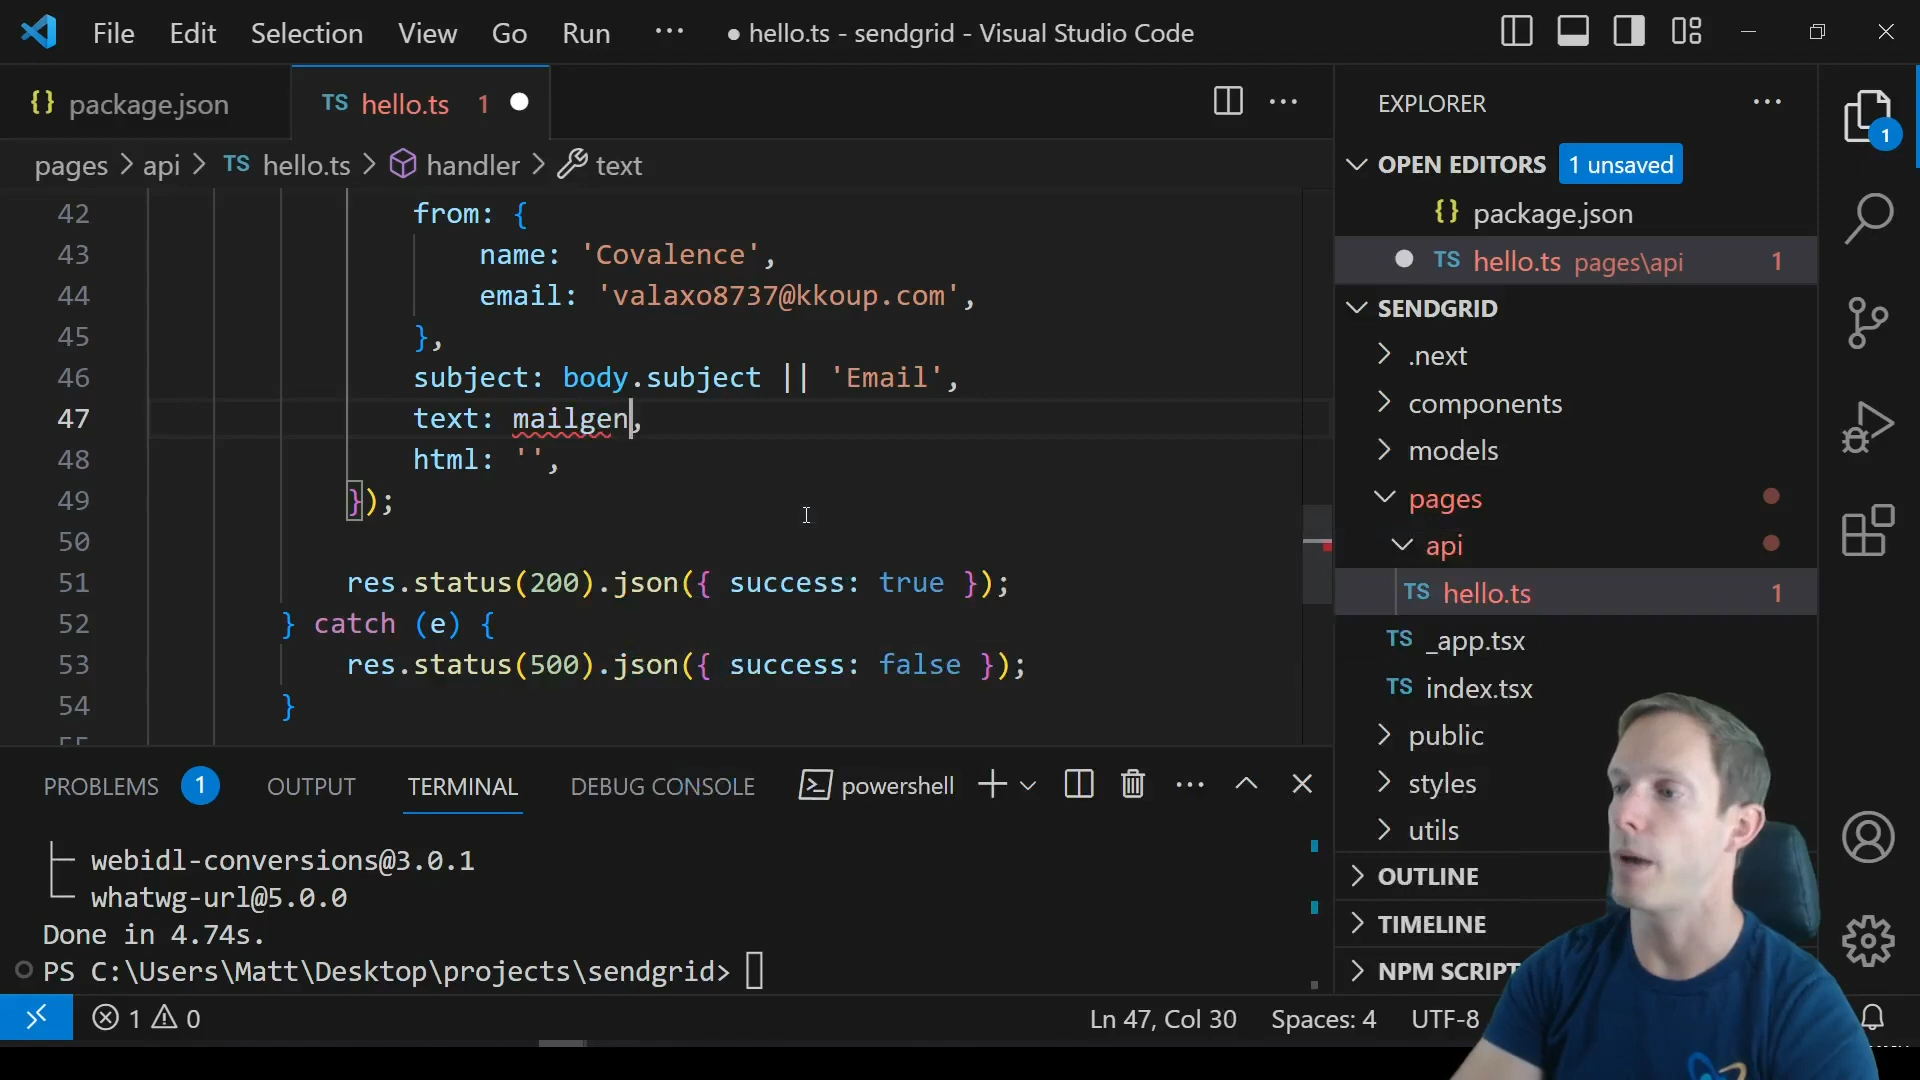 File Edit Selection View Go Run ··· ● hello.ts - sendgrid - Visual Studio Code
{} package.json TS hello.ts 1
pages > api > TS hello.ts > handler > text
42 from: {
43 name: 'Covalence',
44 email: 'valaxo8737@kkoup.com',
45 },
46 subject: body.subject || 'Email',
47 text: mailgen,
48 html: '',
49 });
50
51 res.status(200).json({ success: true });
52 } catch (e) {
53 res.status(500).json({ success: false });
54 }
55
PROBLEMS 1 OUTPUT TERMINAL DEBUG CONSOLE powershell
├─ webidl-conversions@3.0.1
└─ whatwg-url@5.0.0
Done in 4.74s.
PS C:\Users\Matt\Desktop\projects\sendgrid>
EXPLORER
1
OPEN EDITORS 1 unsaved
{} package.json
TS hello.ts pages\api 1
SENDGRID
.next
components
models
pages
api
TS hello.ts 1
TS _app.tsx
TS index.tsx
public
styles
utils
OUTLINE
TIMELINE
NPM SCRIPT
1 0 Ln 47, Col 30 Spaces: 4 UTF-8